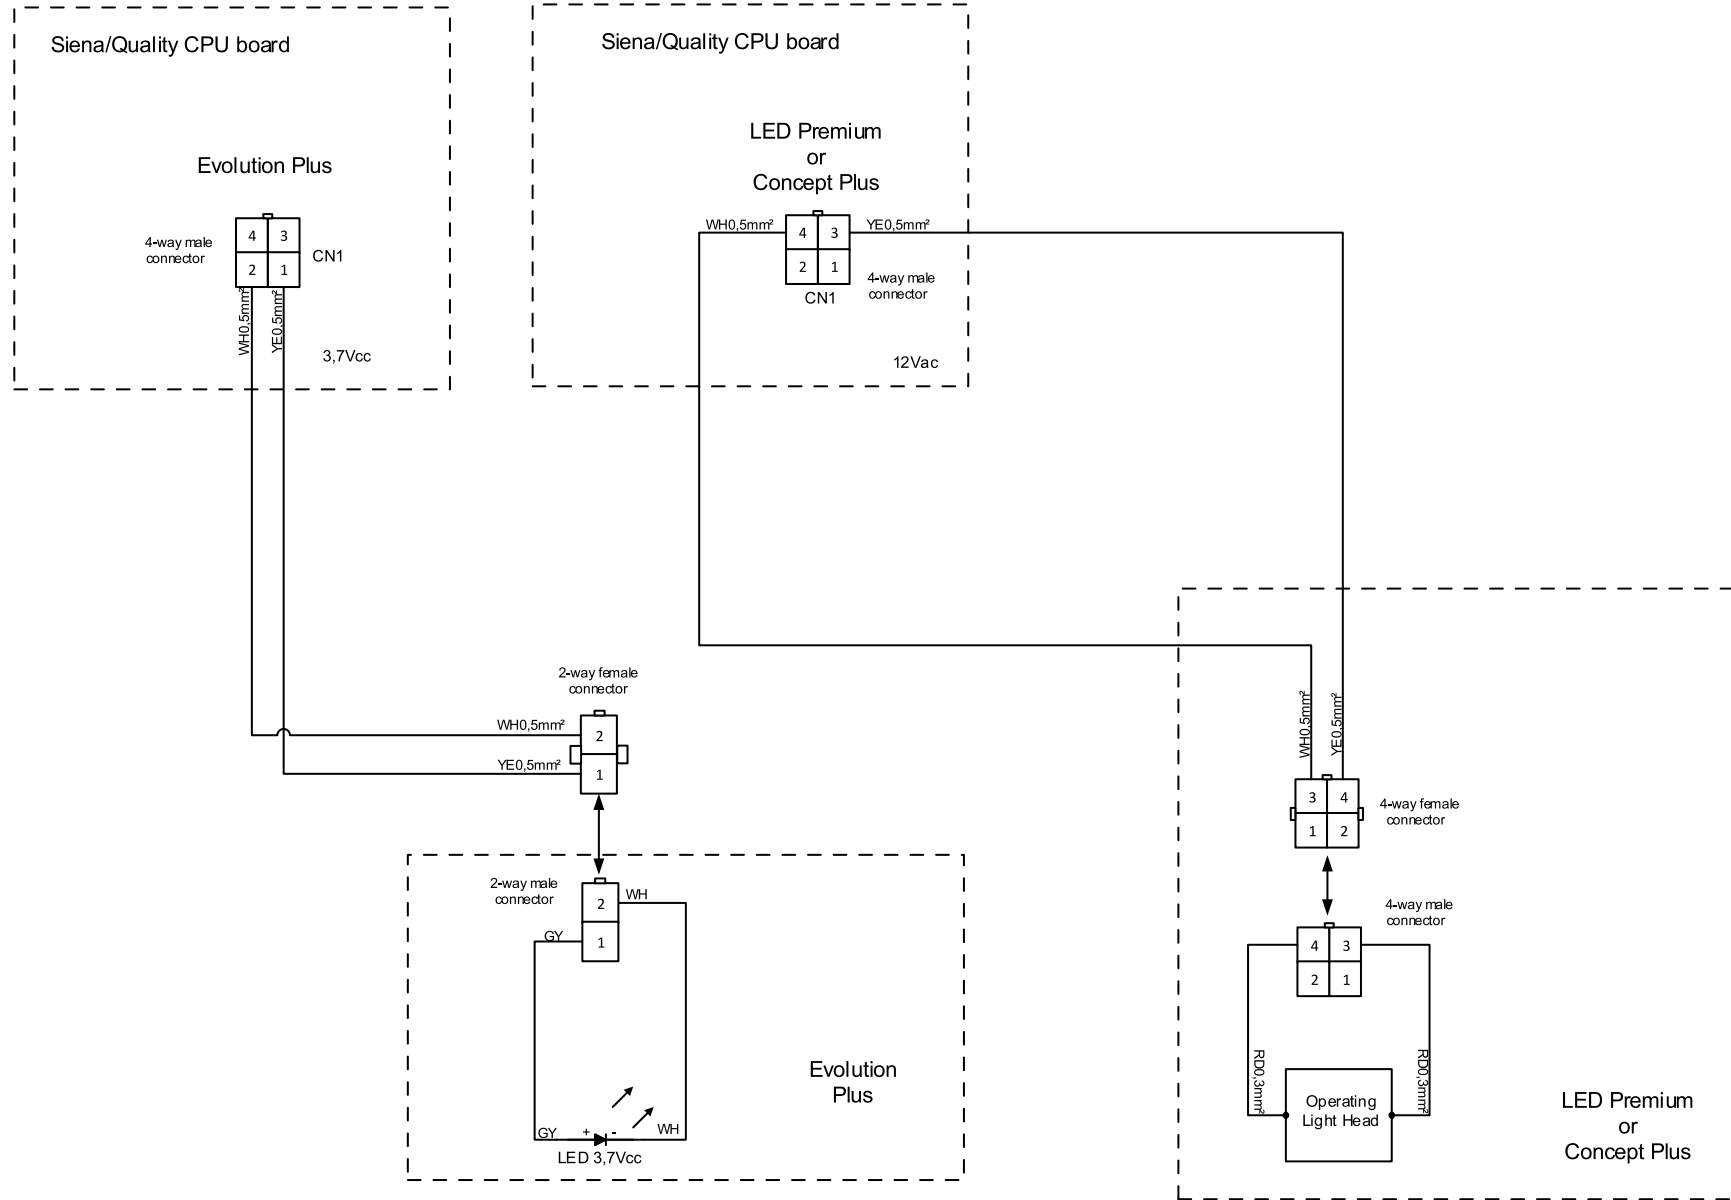 Siena/Quality CPU board
Evolution Plus
4-way male
connector
4 3
2 1
CN1
WH0,5mm²
YE0,5mm²
3,7Vcc
Siena/Quality CPU board
LED Premium
or
Concept Plus
WH0,5mm²
4 3
2 1
YE0,5mm²
4-way male
connector
CN1
12Vac
2-way female
connector
WH0,5mm²
2
YE0,5mm²
1
2-way male
connector
2
WH
GY
1
Evolution
Plus
GY
+
-
WH
LED 3,7Vcc
WH0,5mm²
YE0,5mm²
3 4
1 2
4-way female
connector
4-way male
connector
4 3
2 1
RD0,3mm²
RD0,3mm²
Operating
Light Head
LED Premium
or
Concept Plus